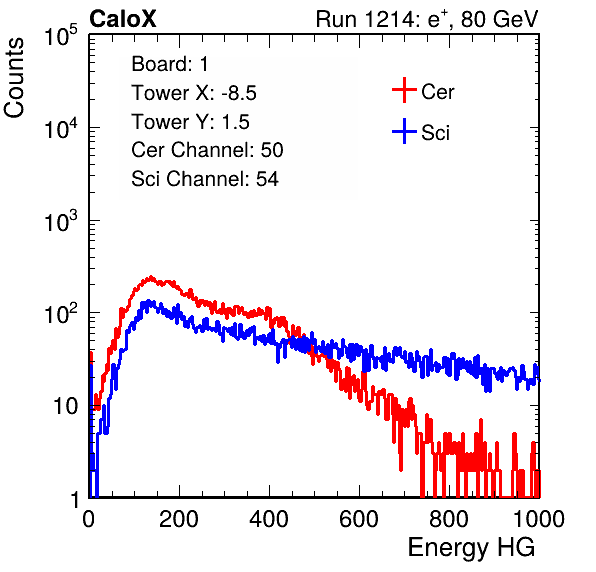 CaloX Run 1214: e⁺, 80 GeV
Counts
Board: 1
Tower X: -8.5
Tower Y: 1.5
Cer Channel: 50
Sci Channel: 54
Cer
Sci
10⁵
10⁴
10³
10²
10
1
0 200 400 600 800 1000
Energy HG